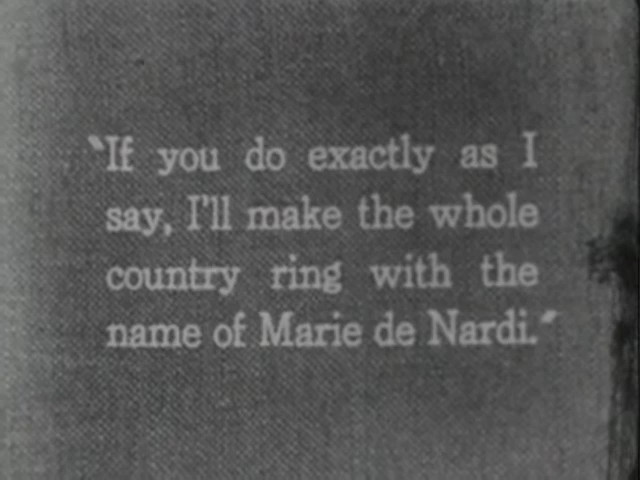 "If you do exactly as I
say, I'll make the whole
country ring with the
name of Marie de Nardi."